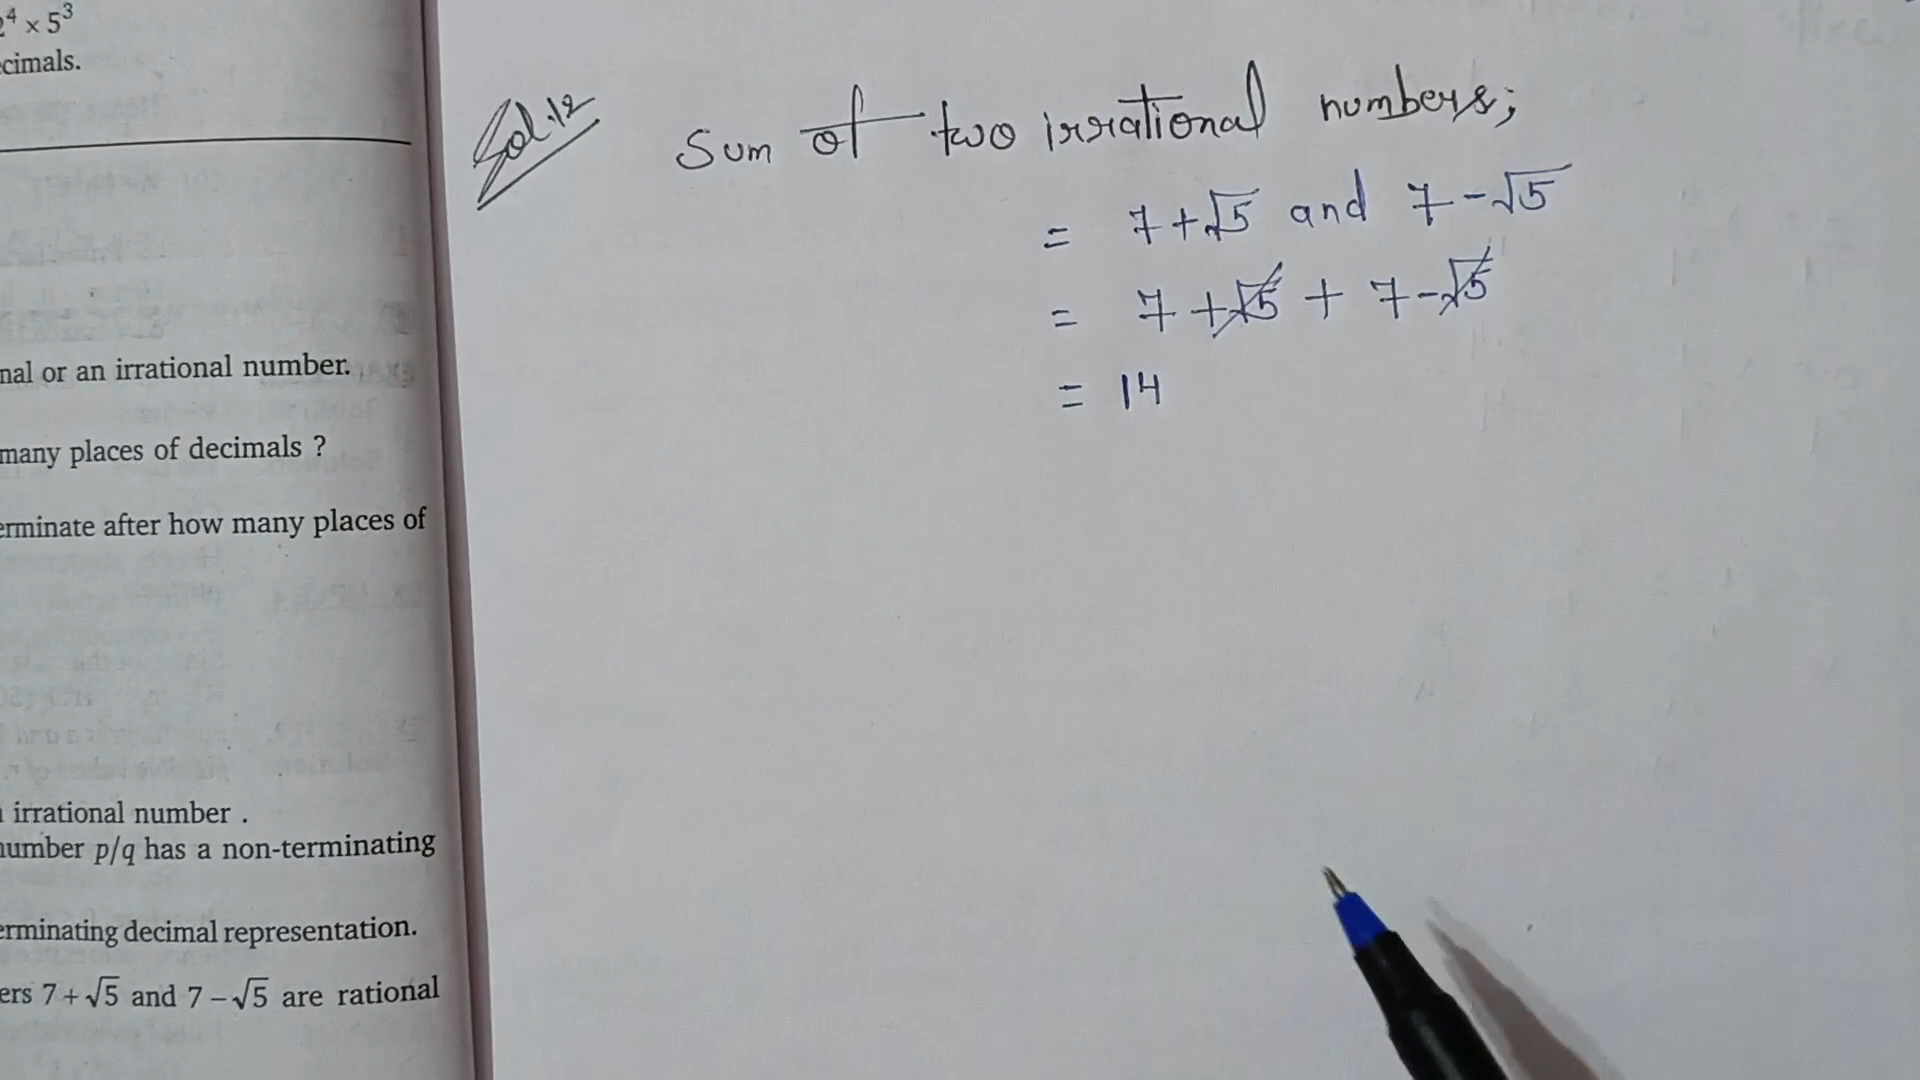 2⁴ × 5³
cimals.
nal or an irrational number.
many places of decimals ?
erminate after how many places of
irrational number .
number p/q has a non-terminating
erminating decimal representation.
ers 7 + √5 and 7 – √5 are rational
Sol.12
Sum of two irrational numbers;
= 7 + √5 and 7 - √5
= 7 + √5 + 7 - √5
= 14